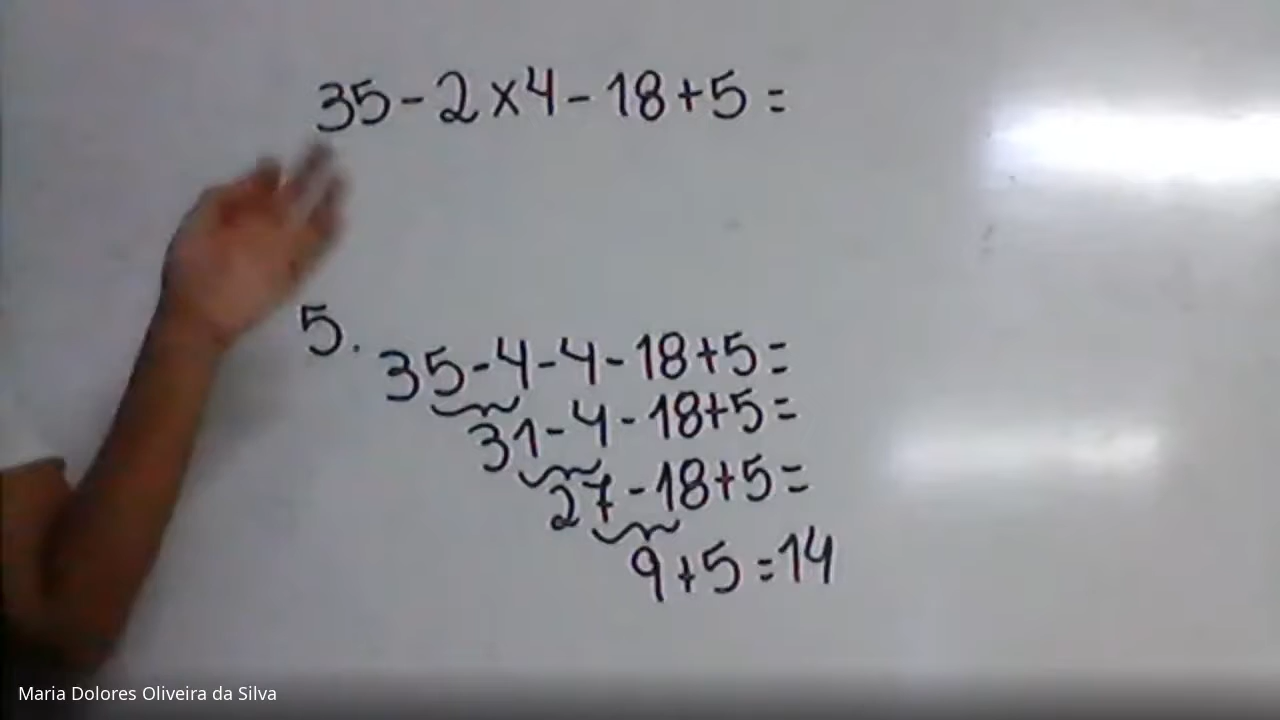 35-2x4-18+5=
5.
35-4-4-18+5=
31-4-18+5=
27-18+5=
9+5=14
Maria Dolores Oliveira da Silva